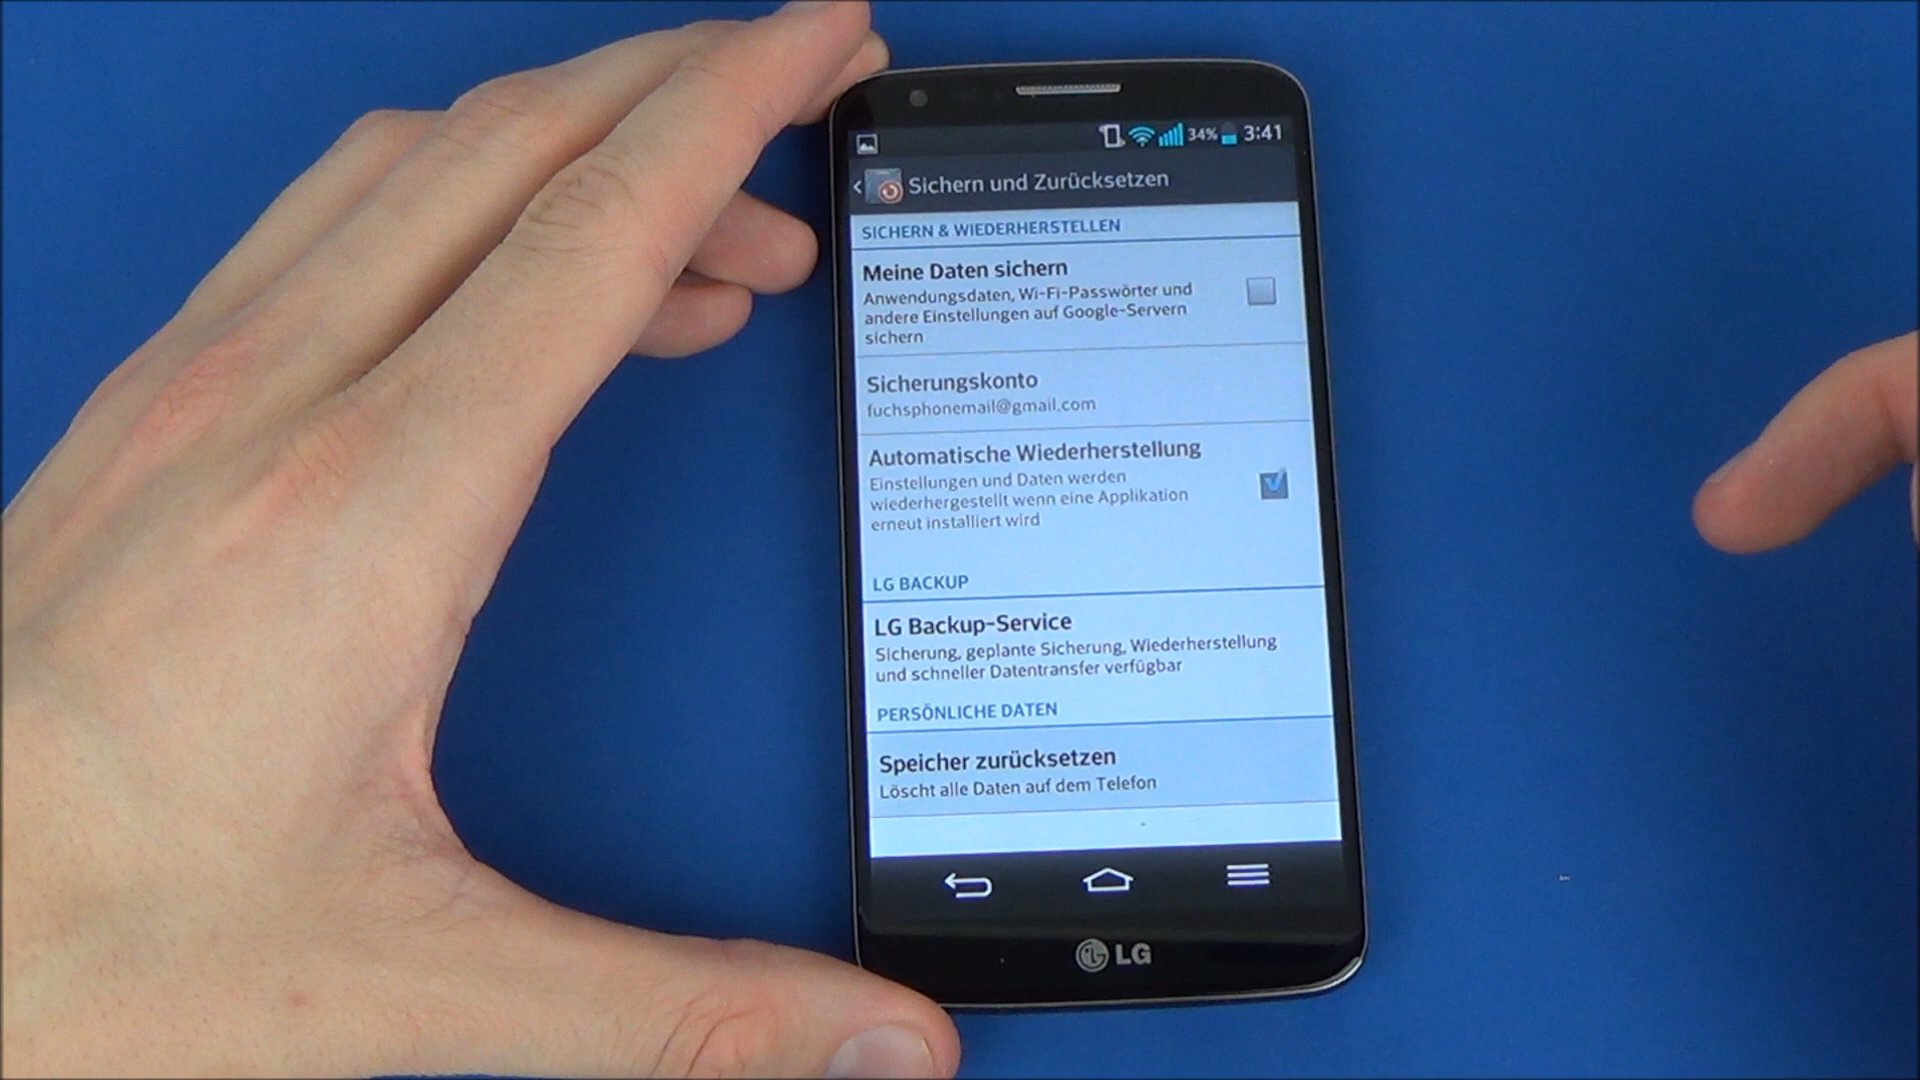 34% 3:41
Sichern und Zurücksetzen
SICHERN & WIEDERHERSTELLEN
Meine Daten sichern
Anwendungsdaten, Wi-Fi-Passwörter und
andere Einstellungen auf Google-Servern
sichern
Sicherungskonto
fuchsphonemail@gmail.com
Automatische Wiederherstellung
Einstellungen und Daten werden
wiederhergestellt wenn eine Applikation
erneut installiert wird
LG BACKUP
LG Backup-Service
Sicherung, geplante Sicherung, Wiederherstellung
und schneller Datentransfer verfügbar
PERSÖNLICHE DATEN
Speicher zurücksetzen
Löscht alle Daten auf dem Telefon
LG